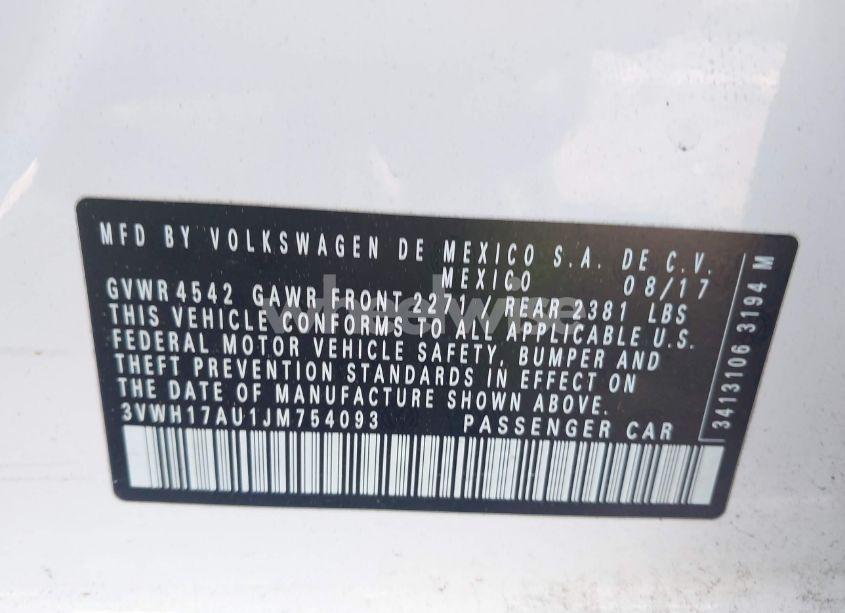 MFD BY VOLKSWAGEN DE MEXICO S.A. DE C.V.
MEXICO 08/17
GVWR 4542 GAWR FRONT 2271 / REAR 2381 LBS
THIS VEHICLE CONFORMS TO ALL APPLICABLE U.S.
FEDERAL MOTOR VEHICLE SAFETY, BUMPER AND
THEFT PREVENTION STANDARDS IN EFFECT ON
THE DATE OF MANUFACTURE SHOWN ABOVE.
3VWH17AU1JM754093 PASSENGER CAR
3413106 3194 M